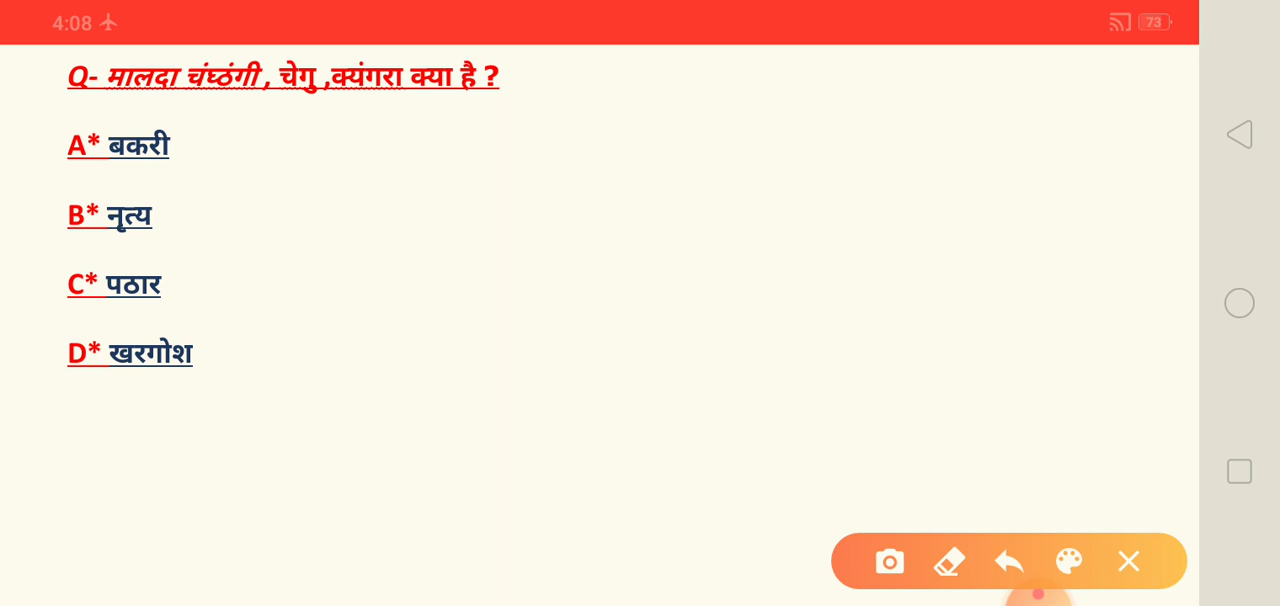 4:08
73
Q- मालदा चंघ्ठंगी , चेगु ,क्यंगरा क्या है ?
A* बकरी
B* नृत्य
C* पठार
D* खरगोश